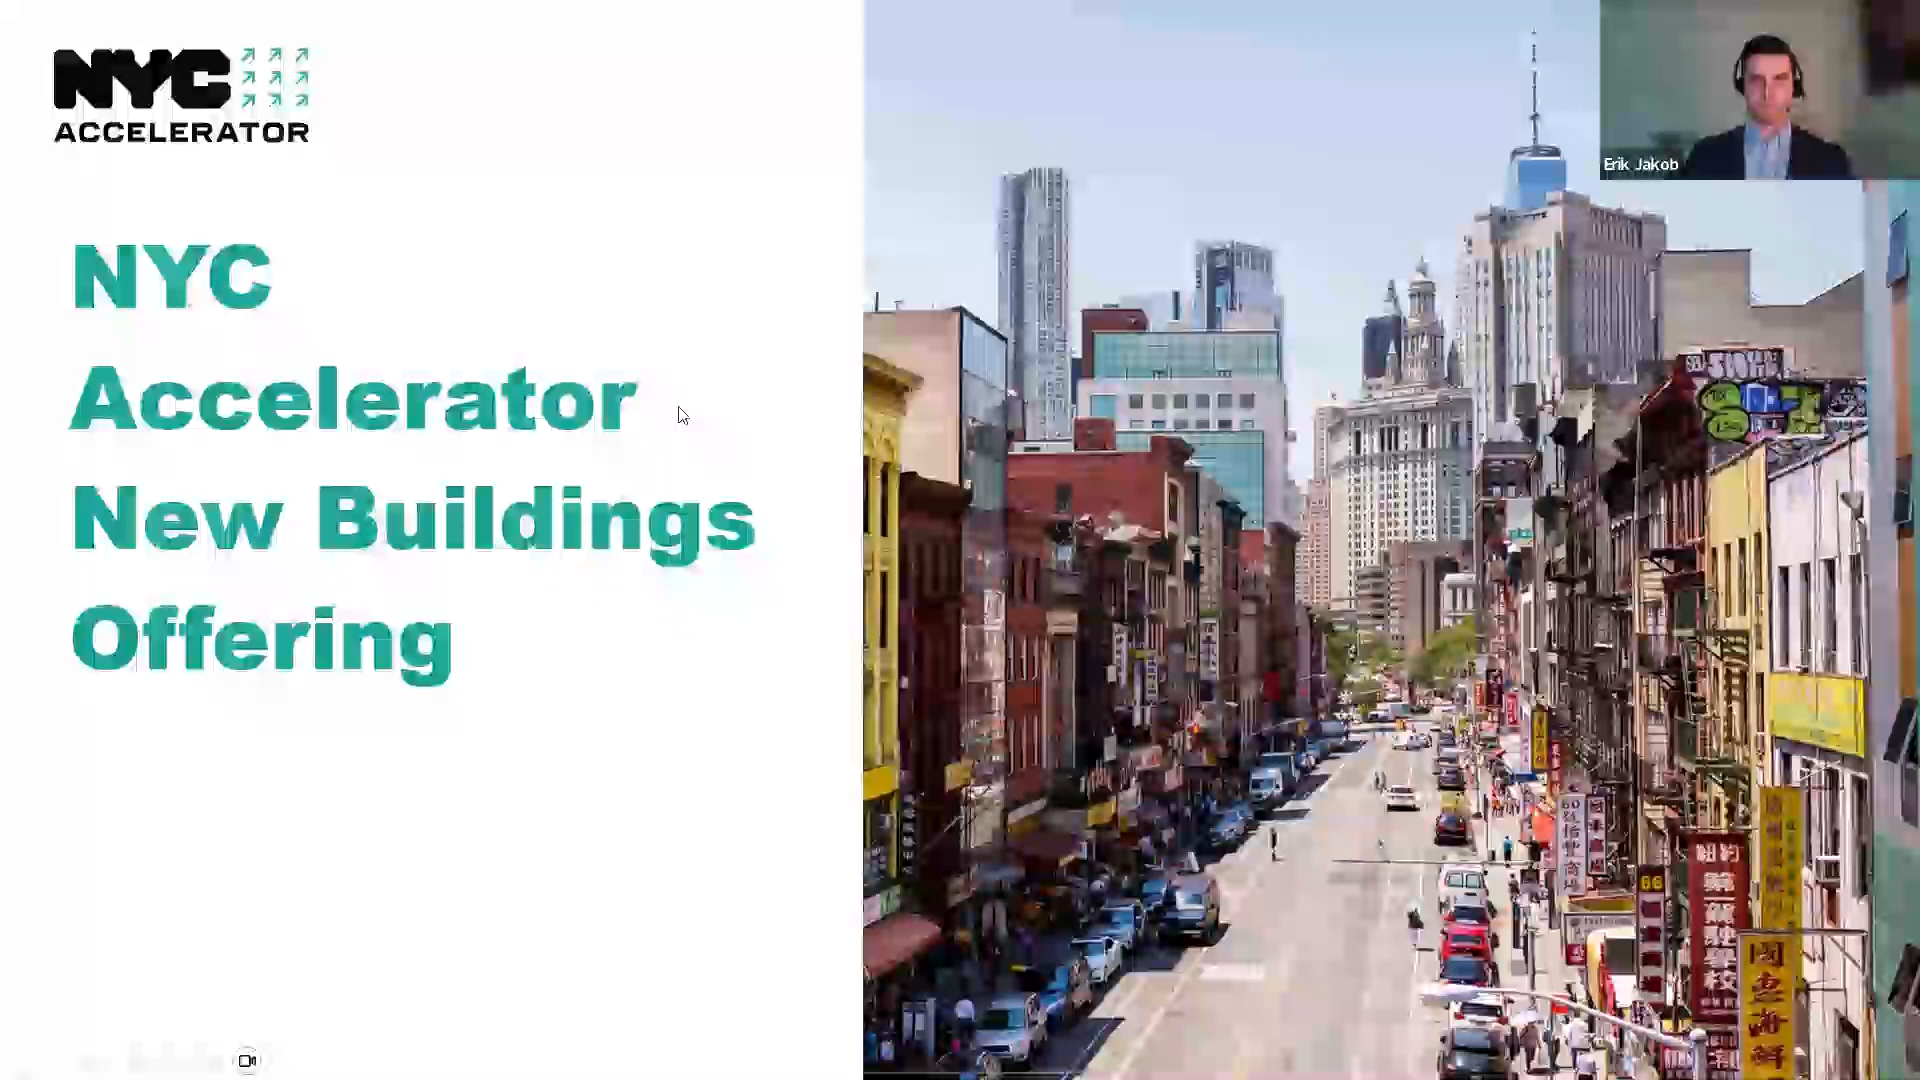 NYC
ACCELERATOR
NYC
Accelerator
New Buildings
Offering
Erik Jakob